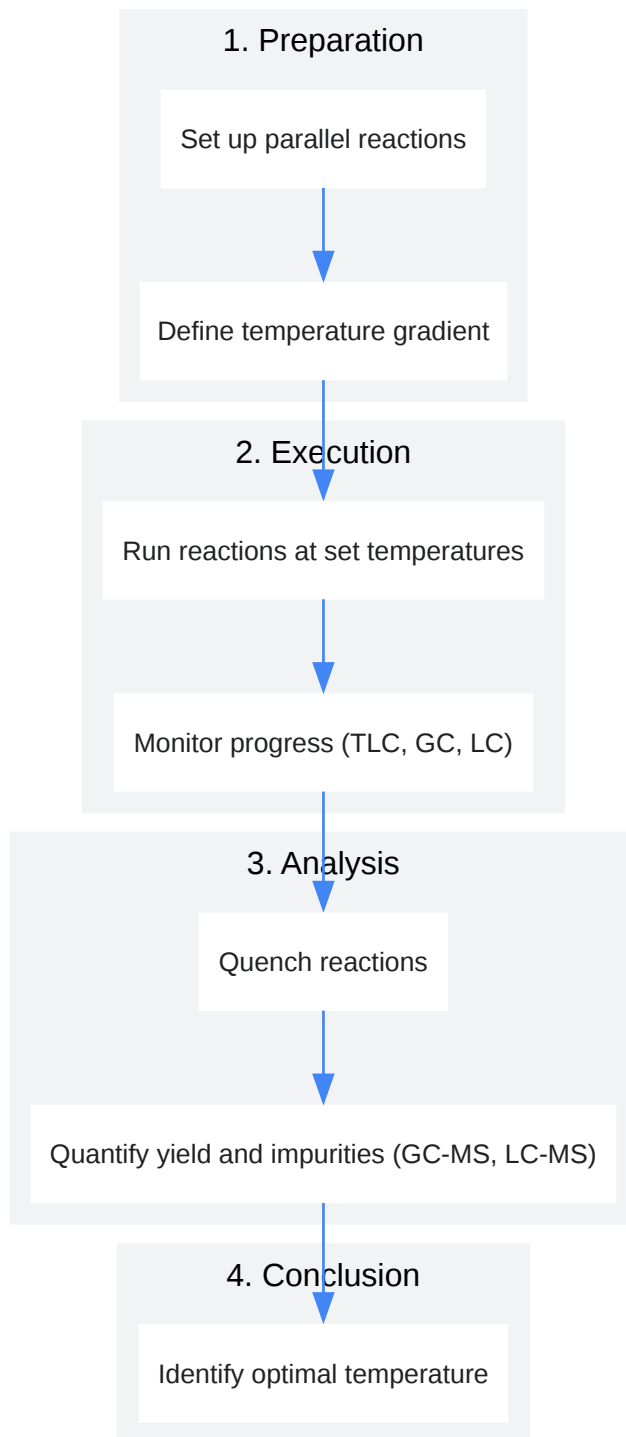 1. Preparation
Set up parallel reactions
Define temperature gradient
2. Execution
Run reactions at set temperatures
Monitor progress (TLC, GC, LC)
3. Analysis
Quench reactions
Quantify yield and impurities (GC-MS, LC-MS)
4. Conclusion
Identify optimal temperature